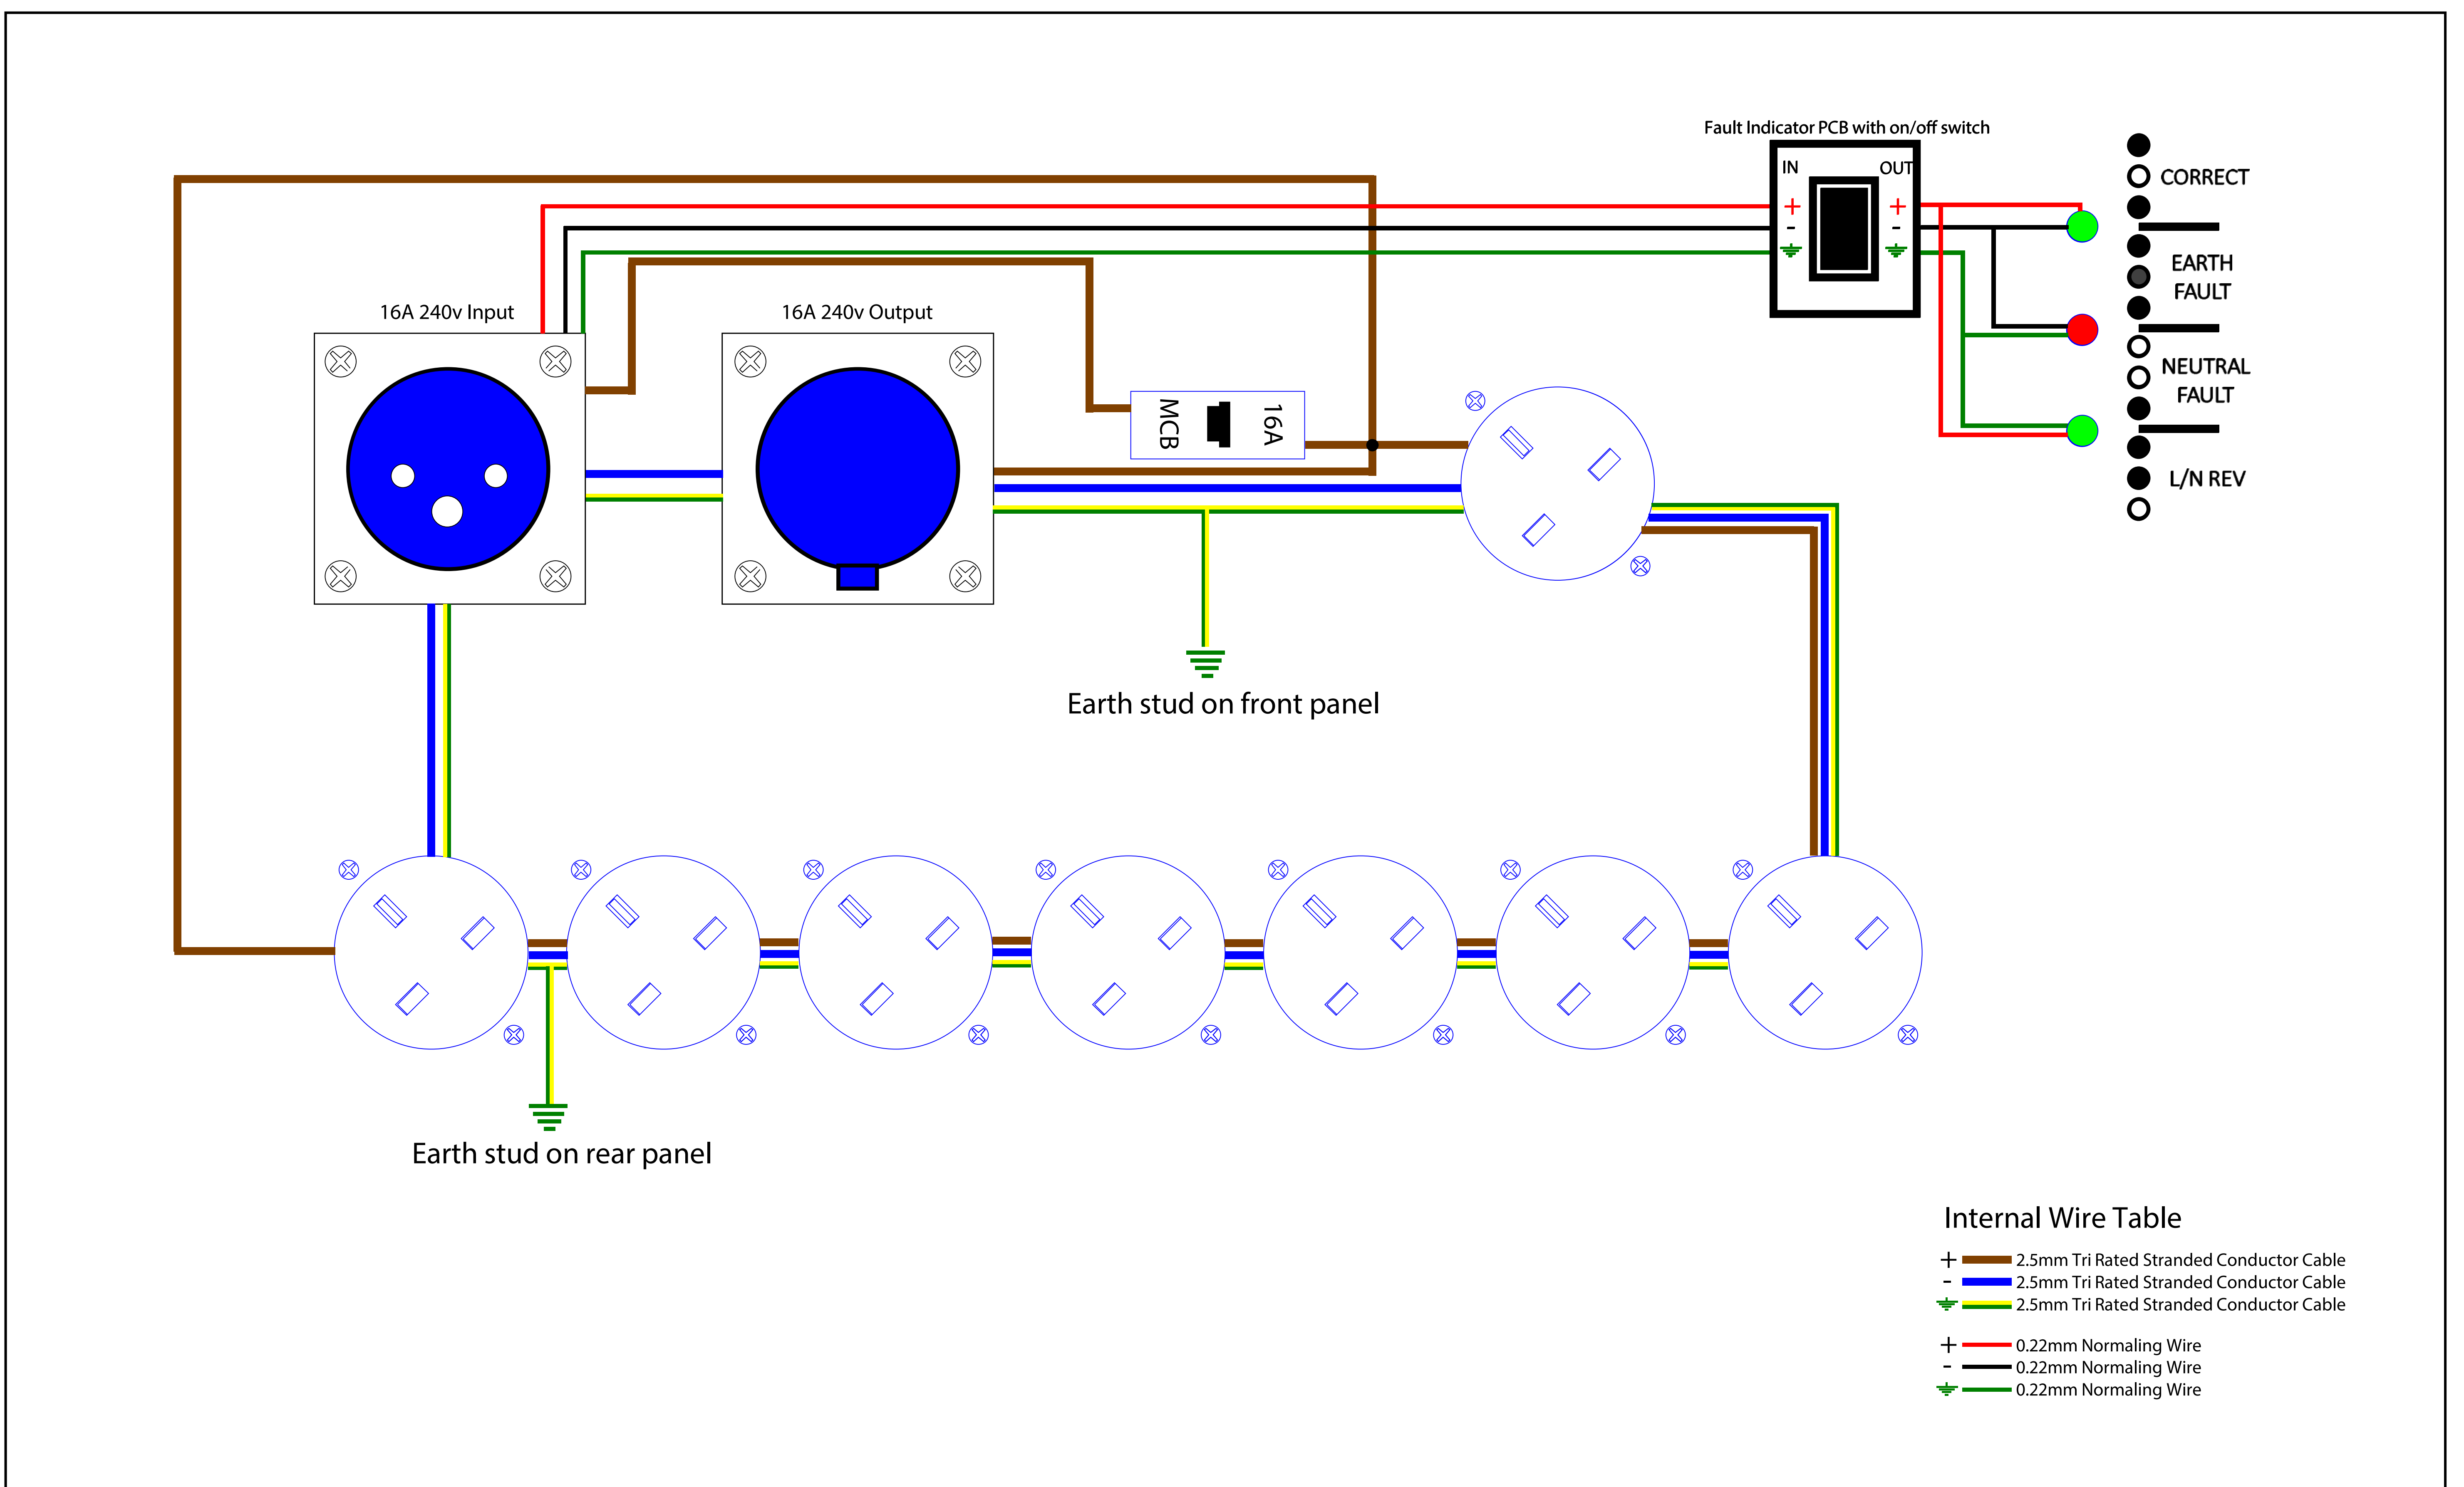 Fault Indicator PCB with on/off switch
IN
OUT
+
+
-
-
CORRECT
EARTH
FAULT
NEUTRAL
FAULT
L/N REV
16A 240v Input
16A 240v Output
MCB
16A
Earth stud on front panel
Earth stud on rear panel
Internal Wire Table
+ 2.5mm Tri Rated Stranded Conductor Cable
- 2.5mm Tri Rated Stranded Conductor Cable
2.5mm Tri Rated Stranded Conductor Cable
+ 0.22mm Normaling Wire
- 0.22mm Normaling Wire
0.22mm Normaling Wire